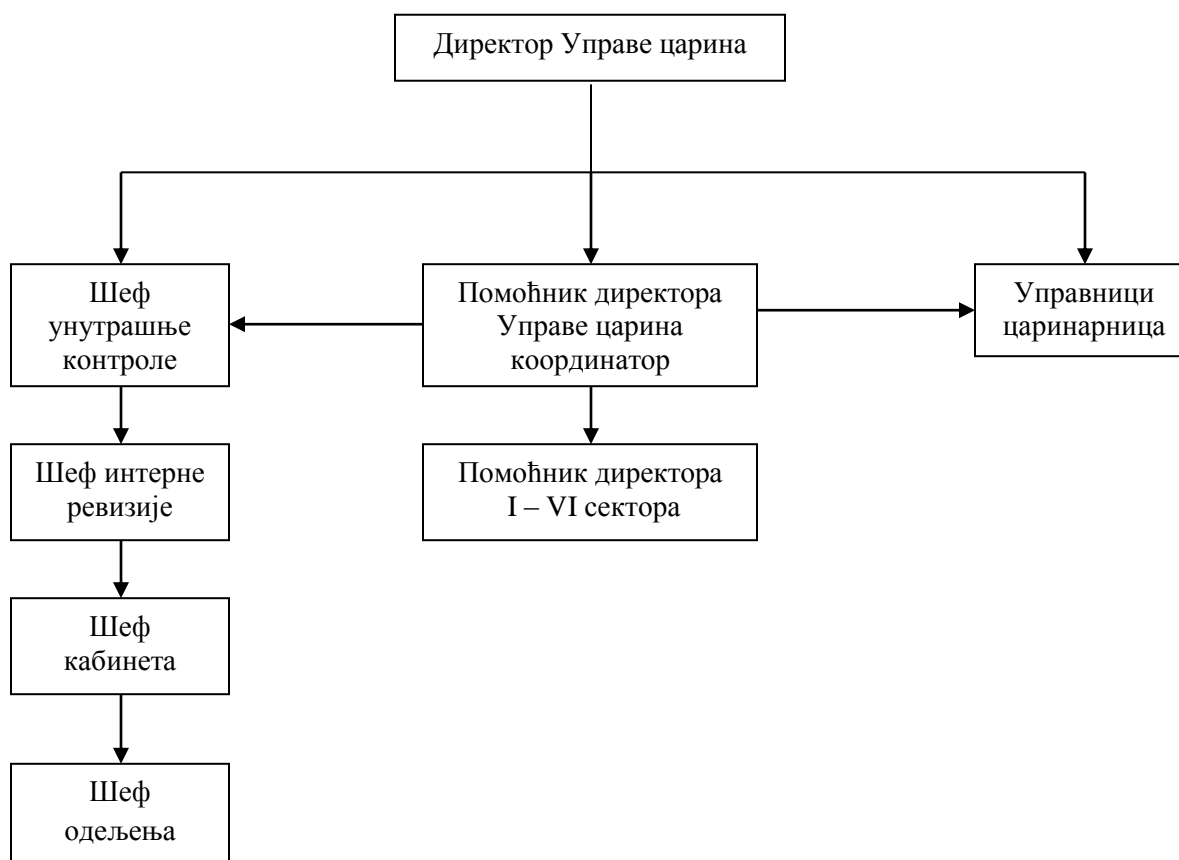 Директор Управе царина
Шеф
унутрашње
контроле
Помоћник директора
Управе царина
координатор
Управници
царинарница
Шеф интерне
ревизије
Помоћник директора
I – VI сектора
Шеф
кабинета
Шеф
одељења